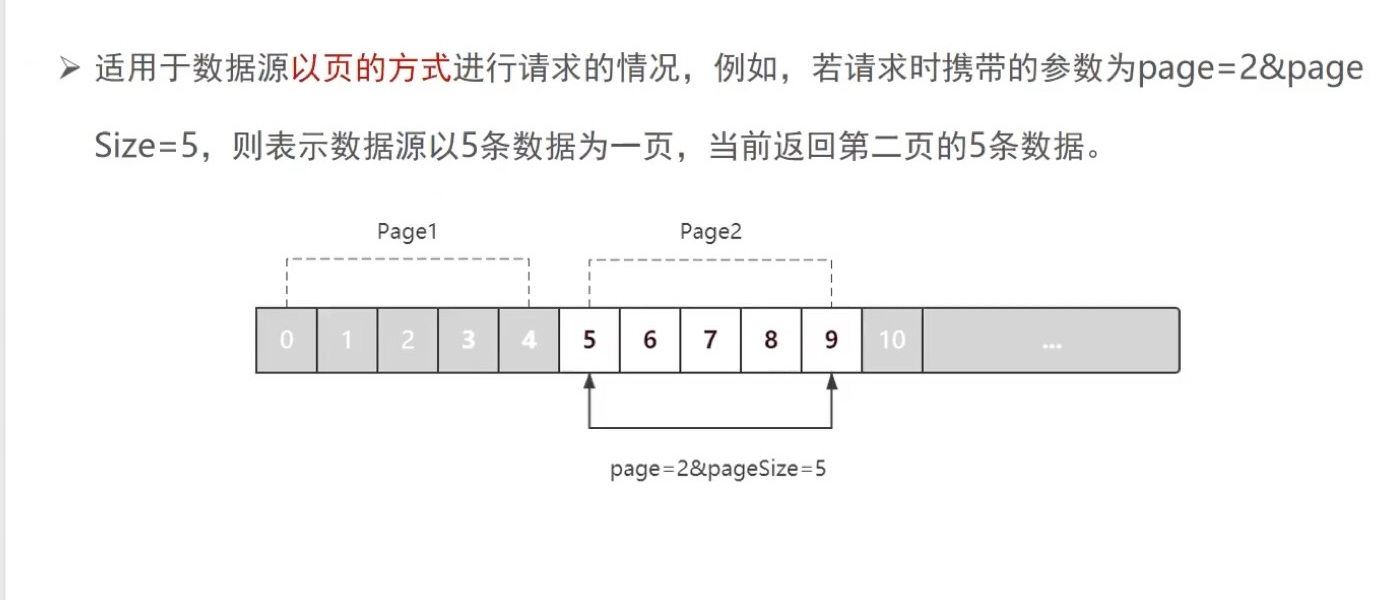 ➢ 适用于数据源以页的方式进行请求的情况，例如，若请求时携带的参数为page=2&page
Size=5，则表示数据源以5条数据为一页，当前返回第二页的5条数据。
Page1 Page2
0 1 2 3 4 5 6 7 8 9 10 ...
page=2&pageSize=5